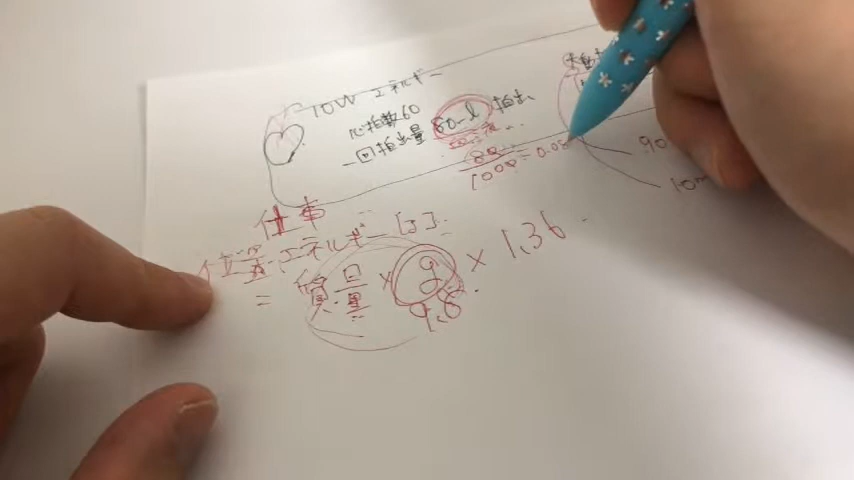 10W エネルギー
心拍数60
一回拍出量 80ml 拍出
80
1000 = 0.08
90
10m
仕事
位置エネルギー [J]
= 質量 × g × 1.36
9.8